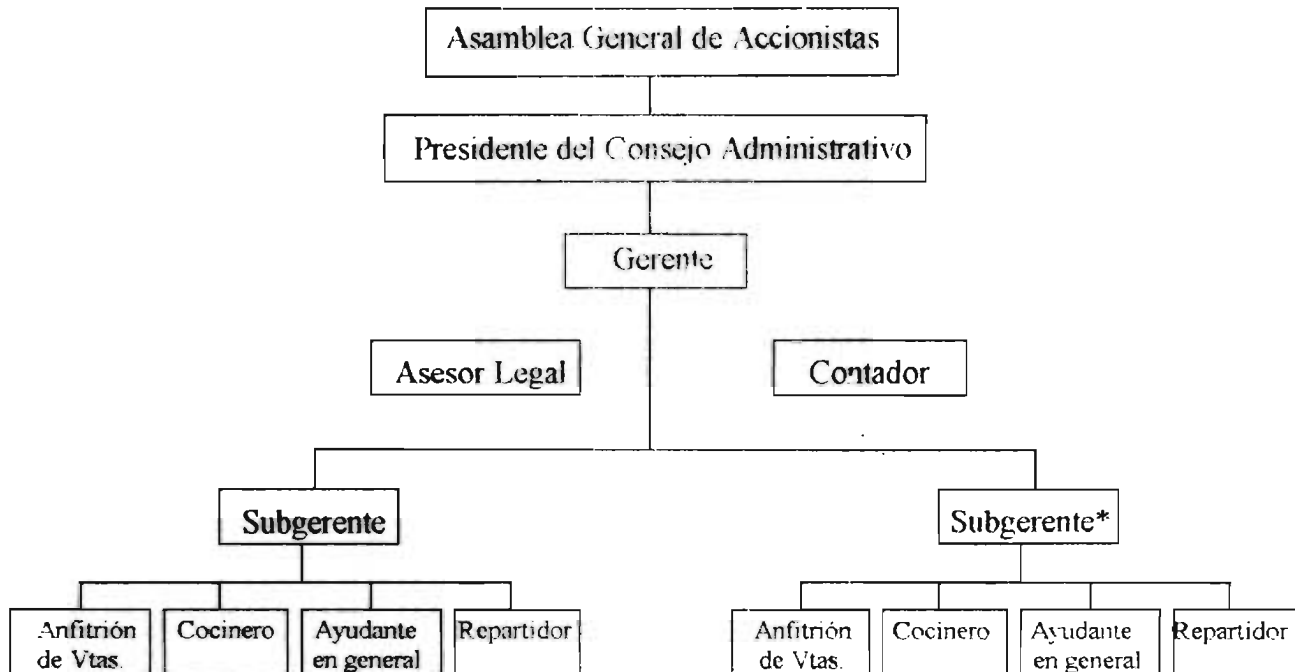 Asamblea General de Accionistas
Presidente del Consejo Administrativo
Gerente
Asesor Legal
Contador
Subgerente
Subgerente*
Anfitrión
de Vtas.
Cocinero
Ayudante
en general
Repartidor
Anfitrión
de Vtas.
Cocinero
Ayudante
en general
Repartidor